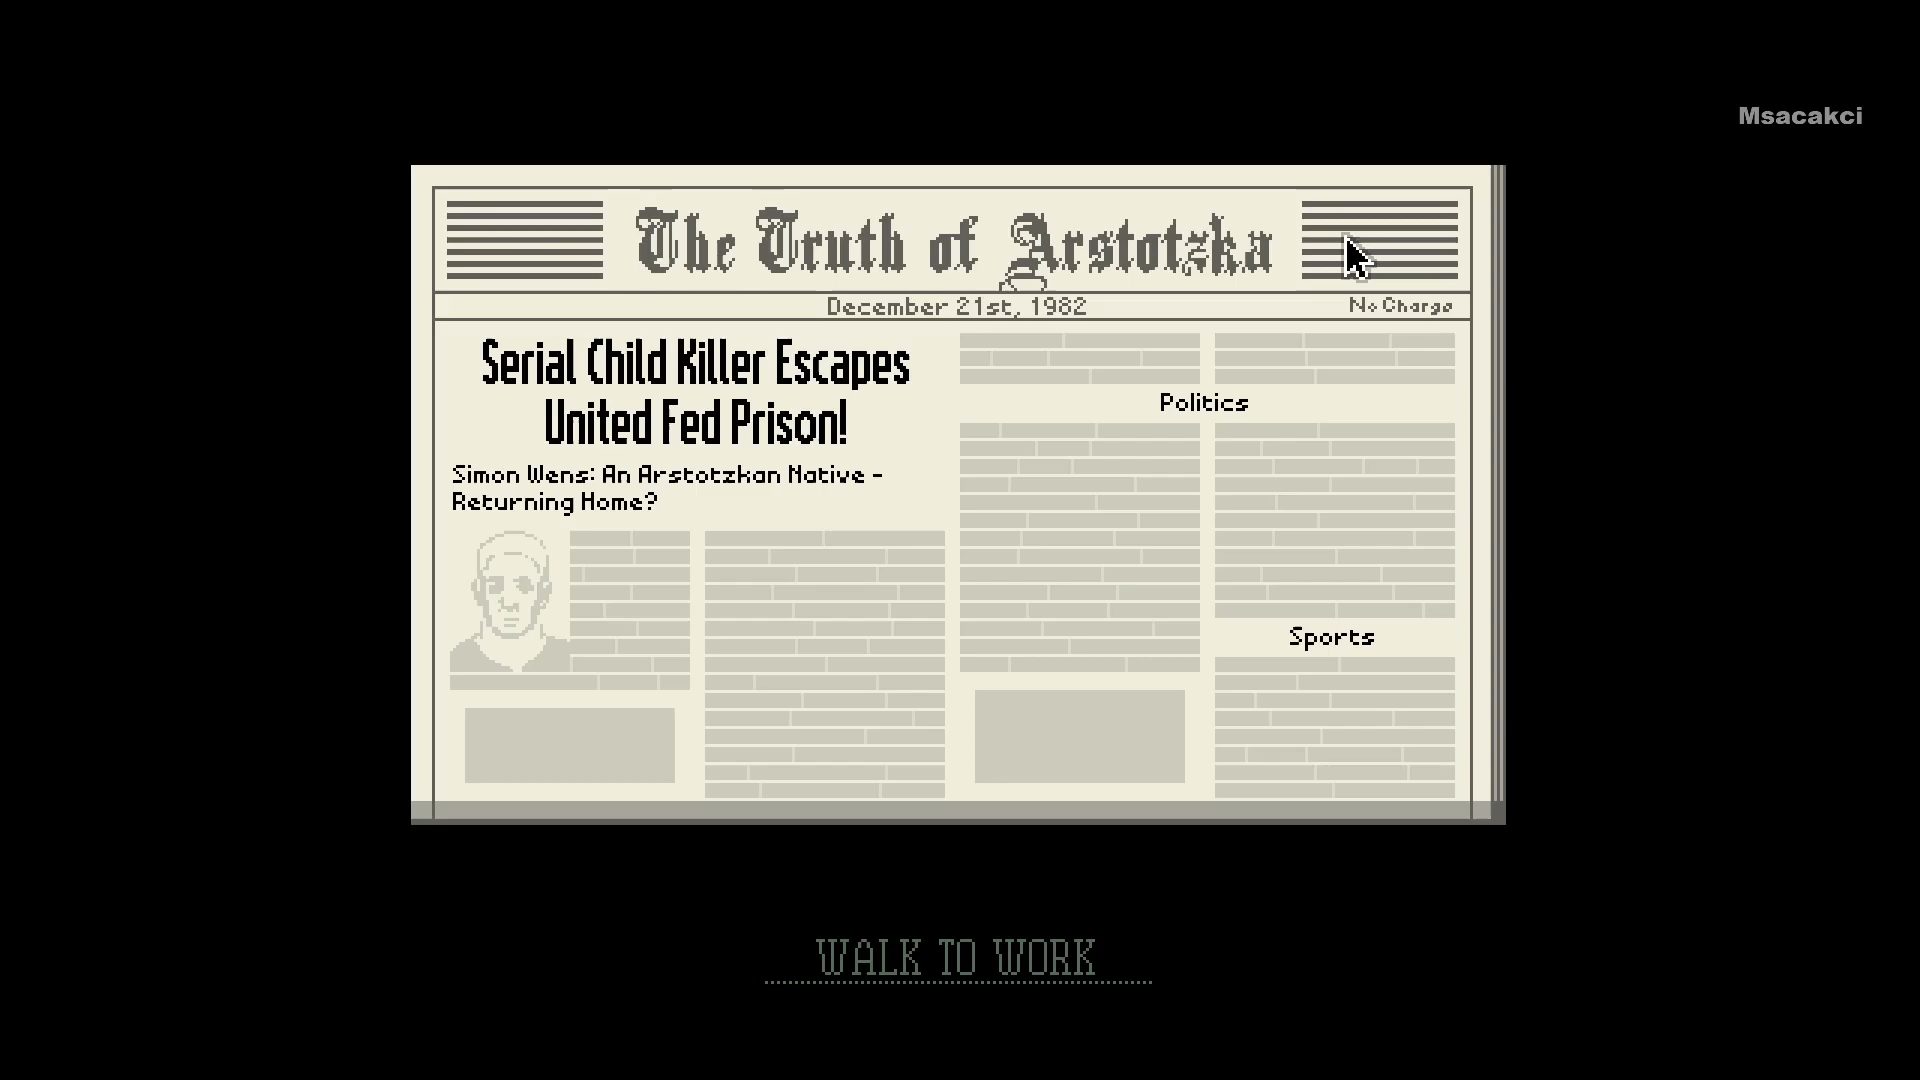 Msacakci
The Truth of Arstotzka
December 21st, 1982
No Charge
Serial Child Killer Escapes
United Fed Prison!
Simon Wens: An Arstotzkan Native -
Returning Home?
Politics
Sports
WALK TO WORK